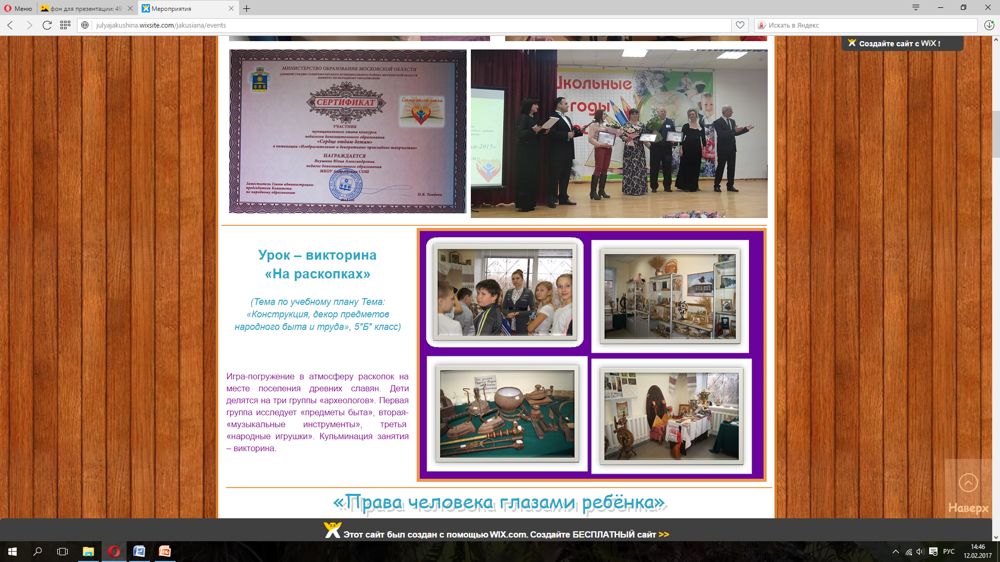 Меню
фон для презентации: 49
Мероприятия
julyajakushina.wixsite.com/jakusiana/events
Искать в Яндекс
Создайте сайт с WiX !
МИНИСТЕРСТВО ОБРАЗОВАНИЯ МОСКОВСКОЙ ОБЛАСТИ
АДМИНИСТРАЦИЯ СОЛНЕЧНОГОРСКОГО МУНИЦИПАЛЬНОГО РАЙОНА МОСКОВСКОЙ ОБЛАСТИ
КОМИТЕТ ПО НАРОДНОМУ ОБРАЗОВАНИЮ
СЕРТИФИКАТ
Сердце отдаю детям
УЧАСТНИК
муниципального этапа конкурса
педагогов дополнительного образования
«Сердце отдаю детям»
в номинации «Изобразительное и декоративно-прикладное творчество»
НАГРАЖДАЕТСЯ
Якушина Юлия Александровна
педагог дополнительного образования
МКОУ Андреевская СОШ
Заместитель Главы администрации-
председатель Комитета
по народному образованию
Н.В. Тамбова
Школьные
годы
Урок – викторина
«На раскопках»
(Тема по учебному плану Тема:
«Конструкция, декор предметов
народного быта и труда», 5"Б" класс)
Игра-погружение в атмосферу раскопок на
месте поселения древних славян. Дети
делятся на три группы «археологов». Первая
группа исследует «предметы быта», вторая-
«музыкальные инструменты», третья
«народные игрушки». Кульминация занятия
– викторина.
«Права человека глазами ребёнка»
Наверх
Этот сайт был создан с помощью WIX.com. Создайте БЕСПЛАТНЫЙ сайт >>
РУС
14:46
12.02.2017